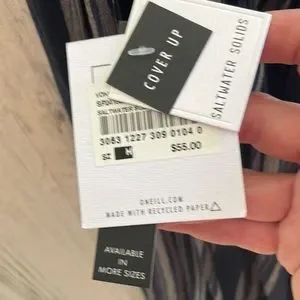 COVER UP
SALTWATER SOLIDS
3083 1227 309 0104 0
SZ M
$55.00
ONEILL.COM
MADE WITH RECYCLED PAPER
AVAILABLE
IN
MORE SIZES